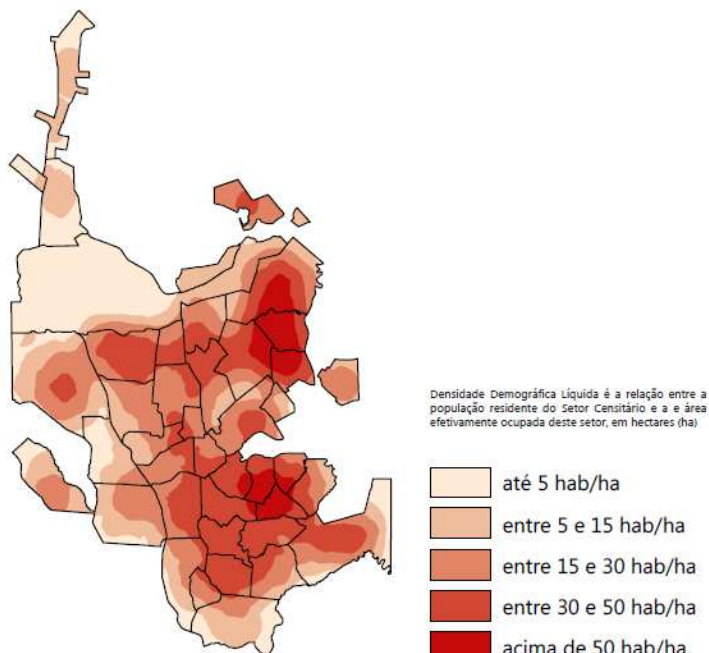 Densidade Demográfica Líquida é a relação entre a
população residente do Setor Censitário e a e área
efetivamente ocupada deste setor, em hectares (ha)
até 5 hab/ha
entre 5 e 15 hab/ha
entre 15 e 30 hab/ha
entre 30 e 50 hab/ha
acima de 50 hab/ha